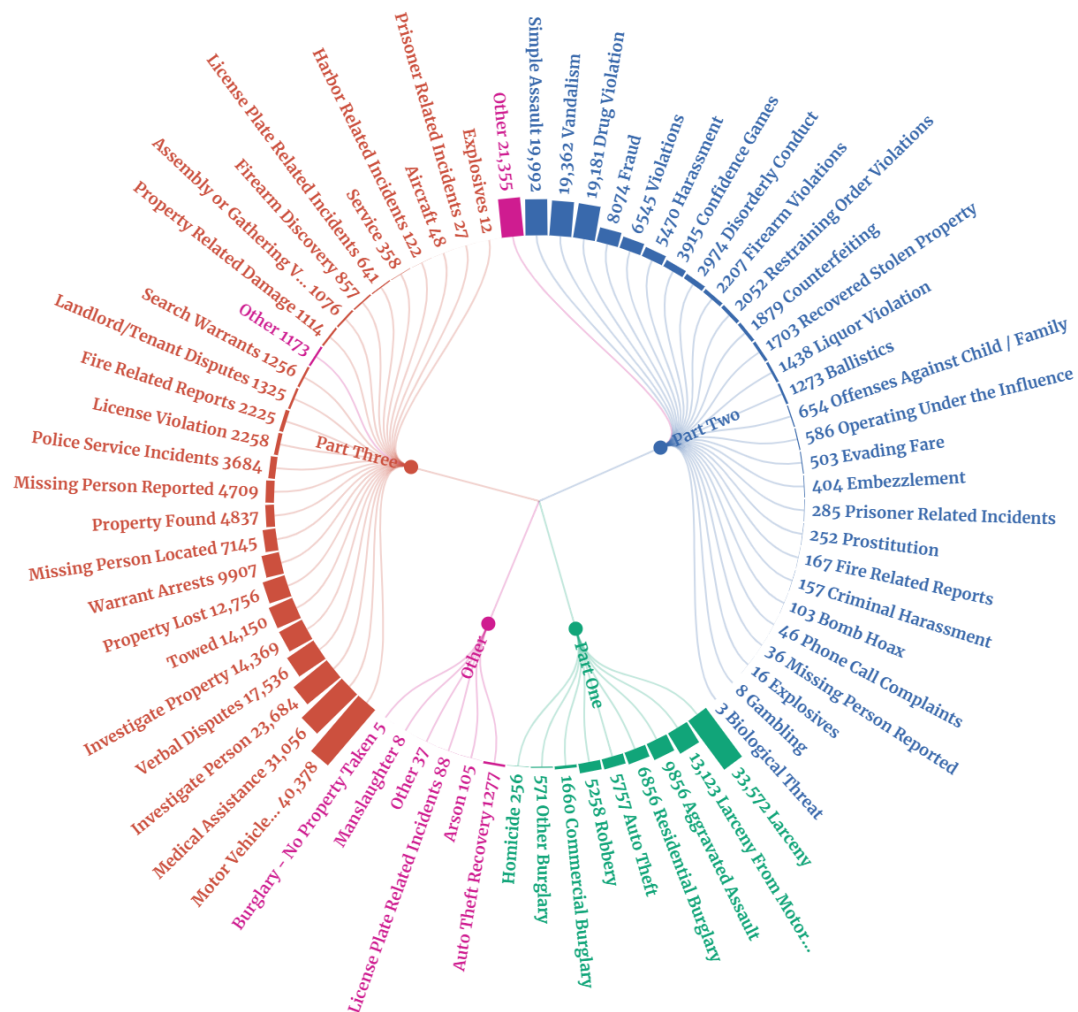 Other 21,355
Simple Assault 19,992
19,362 Vandalism
19,181 Drug Violation
8074 Fraud
6545 Violations
5470 Harassment
3915 Confidence Games
2974 Disorderly Conduct
2207 Firearm Violations
2052 Restraining Order Violations
1879 Counterfeiting
1703 Recovered Stolen Property
1438 Liquor Violation
1273 Ballistics
654 Offenses Against Child / Family
586 Operating Under the Influence
503 Evading Fare
404 Embezzlement
285 Prisoner Related Incidents
252 Prostitution
167 Fire Related Reports
157 Criminal Harassment
103 Bomb Hoax
46 Phone Call Complaints
36 Missing Person Reported
16 Explosives
8 Gambling
3 Biological Threat
Part Two
33,572 Larceny
13,123 Larceny From Motor...
9856 Aggravated Assault
6856 Residential Burglary
5757 Auto Theft
5258 Robbery
1660 Commercial Burglary
571 Other Burglary
Homicide 256
Part One
Auto Theft Recovery 1277
Arson 105
License Plate Related Incidents 88
Other 37
Manslaughter 8
Burglary - No Property Taken 5
Other
Motor Vehicle... 40,378
Medical Assistance 31,056
Investigate Person 23,684
Verbal Disputes 17,536
Investigate Property 14,369
Towed 14,150
Property Lost 12,756
Warrant Arrests 9907
Missing Person Located 7145
Property Found 4837
Missing Person Reported 4709
Police Service Incidents 3684
License Violation 2258
Fire Related Reports 2225
Landlord/Tenant Disputes 1325
Search Warrants 1256
Other 1173
Property Related Damage 1114
Assembly or Gathering V... 1076
Firearm Discovery 857
License Plate Related Incidents 641
Service 358
Harbor Related Incidents 122
Aircraft 48
Prisoner Related Incidents 27
Explosives 12
Part Three